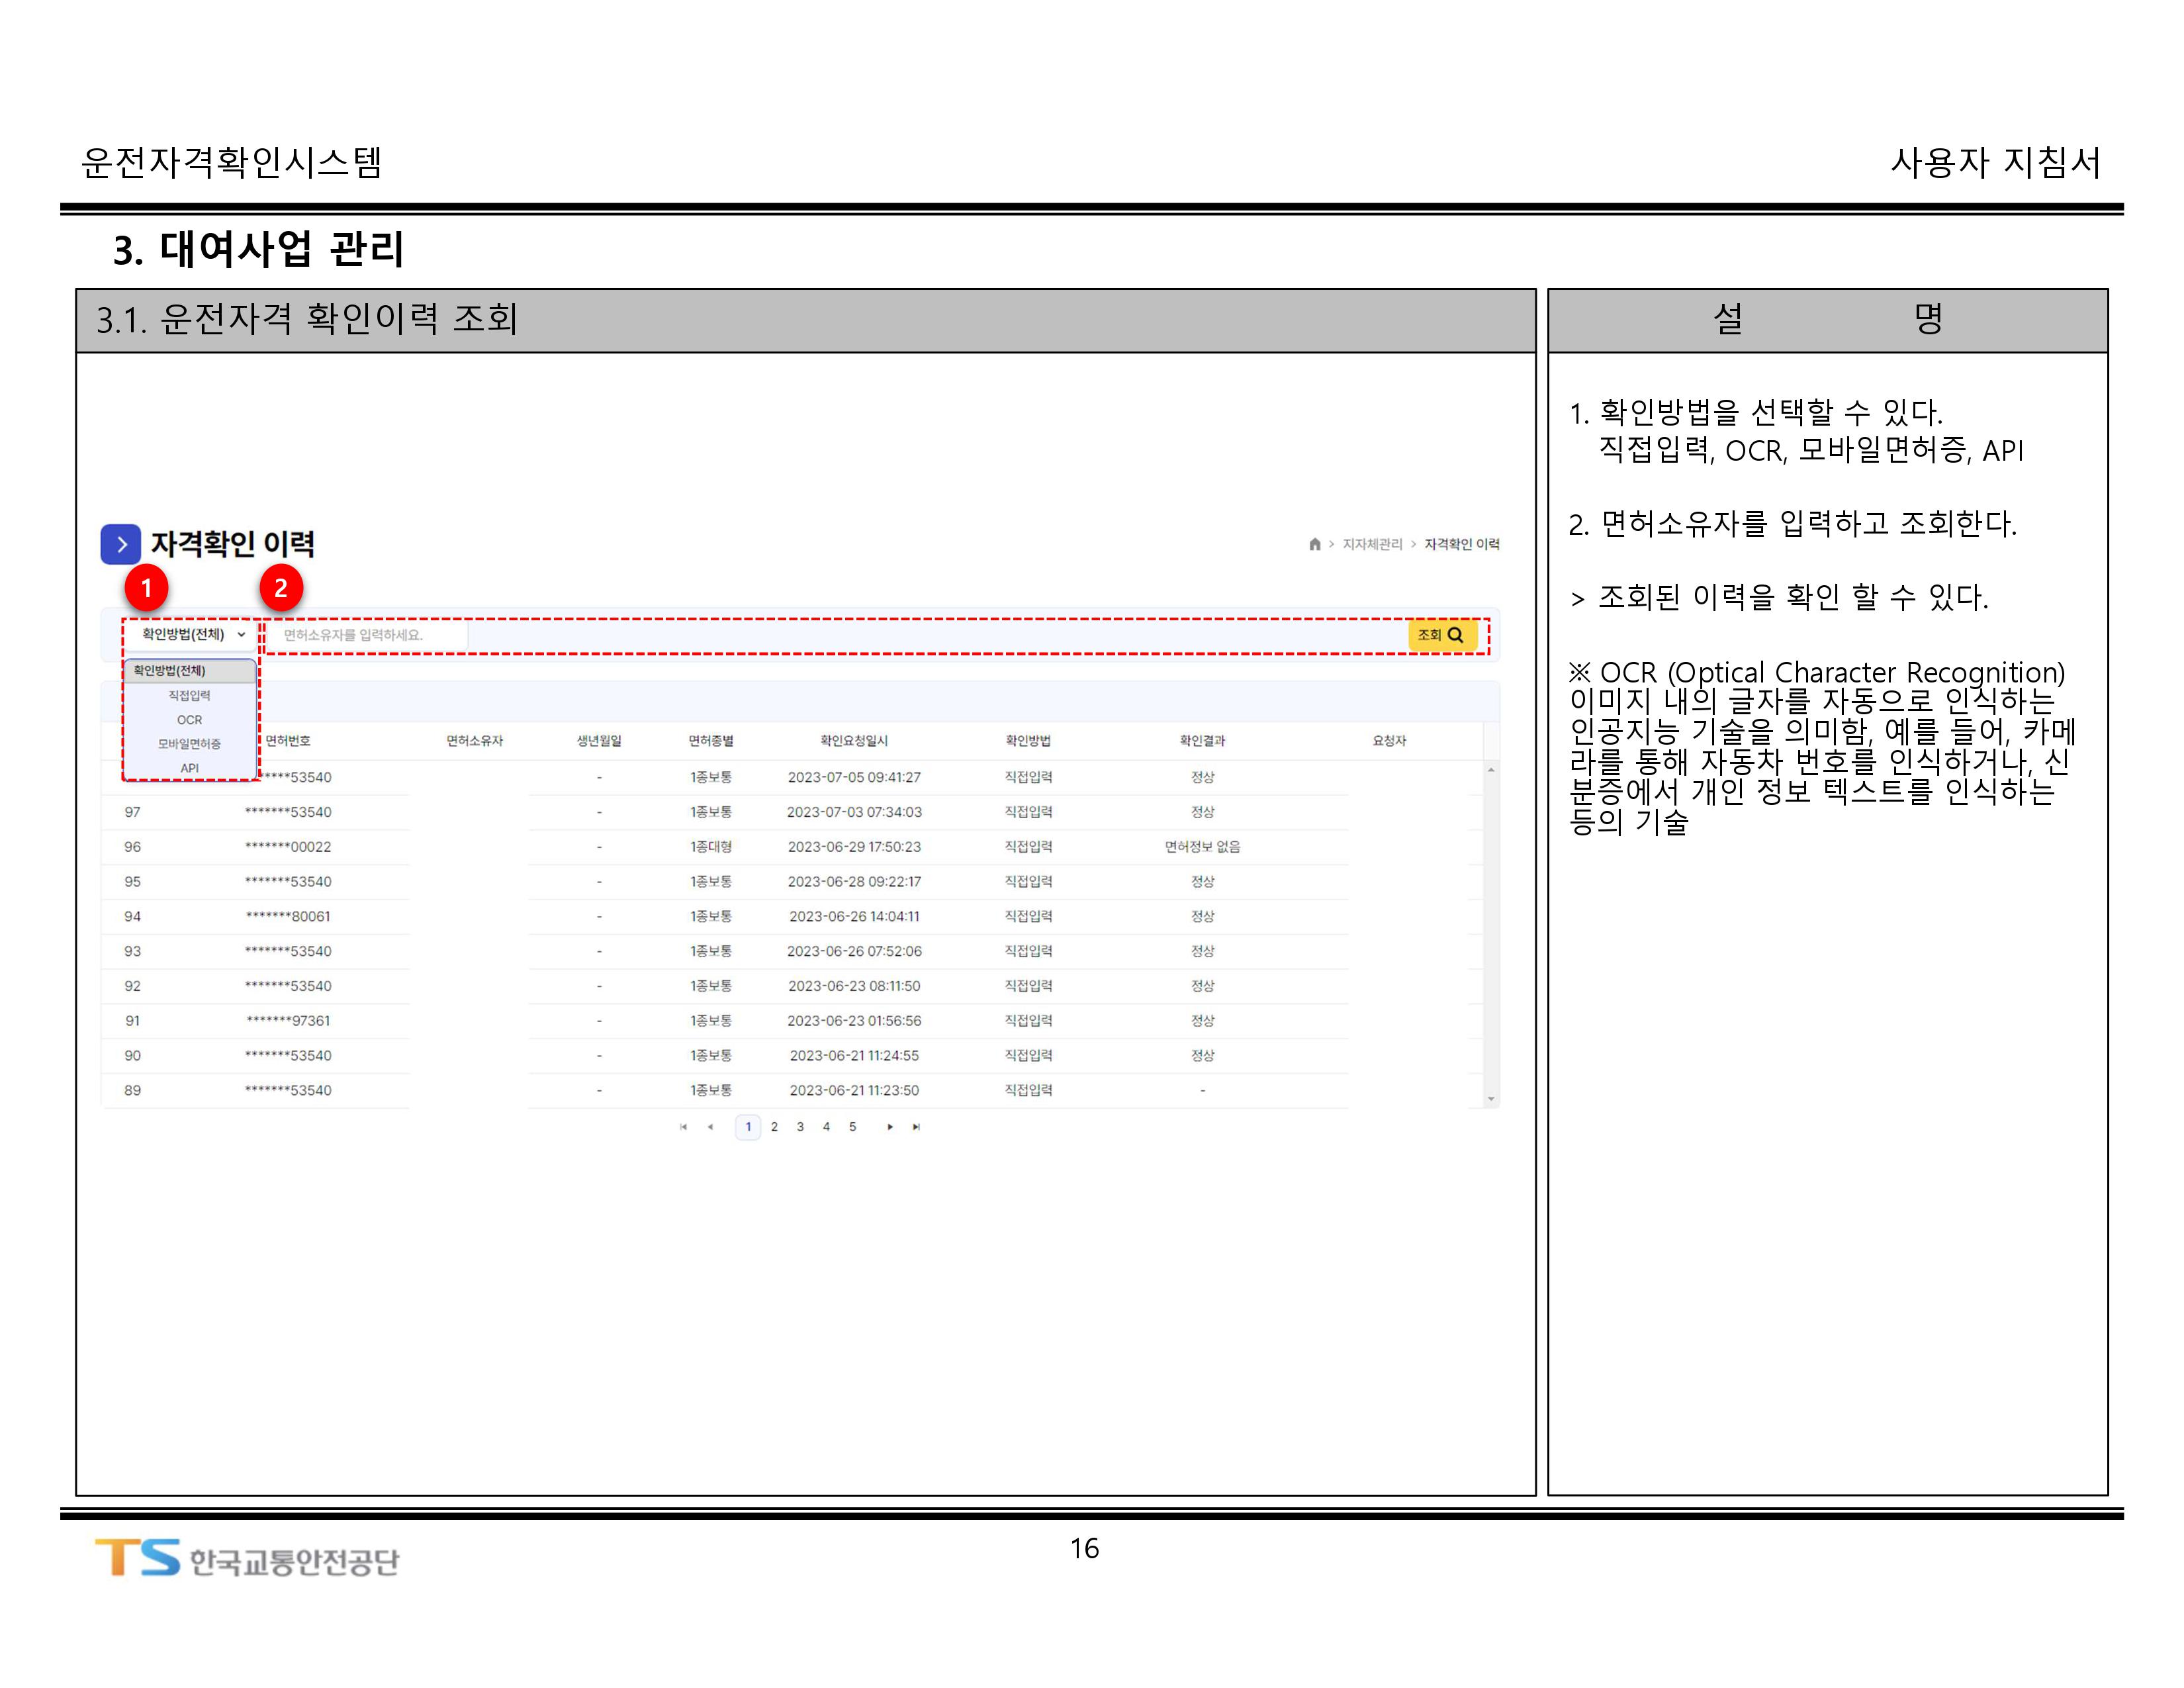 운전자격확인시스템
사용자 지침서
3. 대여사업 관리
3.1. 운전자격 확인이력 조회
자격확인 이력
> 지자체관리 > 자격확인 이력
1
2
확인방법(전체)
면허소유자를 입력하세요.
조회
확인방법(전체)
직접입력
OCR
모바일면허증
API
면허번호 면허소유자 생년월일 면허종별 확인요청일시 확인방법 확인결과 요청자
****53540 - 1종보통 2023-07-05 09:41:27 직접입력 정상
97 *******53540 - 1종보통 2023-07-03 07:34:03 직접입력 정상
96 *******00022 - 1종대형 2023-06-29 17:50:23 직접입력 면허정보 없음
95 *******53540 - 1종보통 2023-06-28 09:22:17 직접입력 정상
94 *******80061 - 1종보통 2023-06-26 14:04:11 직접입력 정상
93 *******53540 - 1종보통 2023-06-26 07:52:06 직접입력 정상
92 *******53540 - 1종보통 2023-06-23 08:11:50 직접입력 정상
91 *******97361 - 1종보통 2023-06-23 01:56:56 직접입력 정상
90 *******53540 - 1종보통 2023-06-21 11:24:55 직접입력 정상
89 *******53540 - 1종보통 2023-06-21 11:23:50 직접입력 -
1 2 3 4 5
설 명
1. 확인방법을 선택할 수 있다.
직접입력, OCR, 모바일면허증, API
2. 면허소유자를 입력하고 조회한다.
> 조회된 이력을 확인 할 수 있다.
※ OCR (Optical Character Recognition)
이미지 내의 글자를 자동으로 인식하는
인공지능 기술을 의미함, 예를 들어, 카메
라를 통해 자동차 번호를 인식하거나, 신
분증에서 개인 정보 텍스트를 인식하는
등의 기술
TS 한국교통안전공단
16